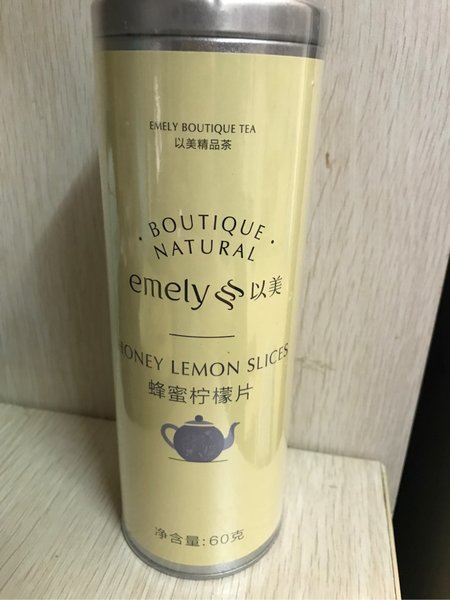 EMELY BOUTIQUE TEA
以美精品茶
· BOUTIQUE ·
NATURAL
emely 以美
HONEY LEMON SLICES
蜂蜜柠檬片
净含量:60克